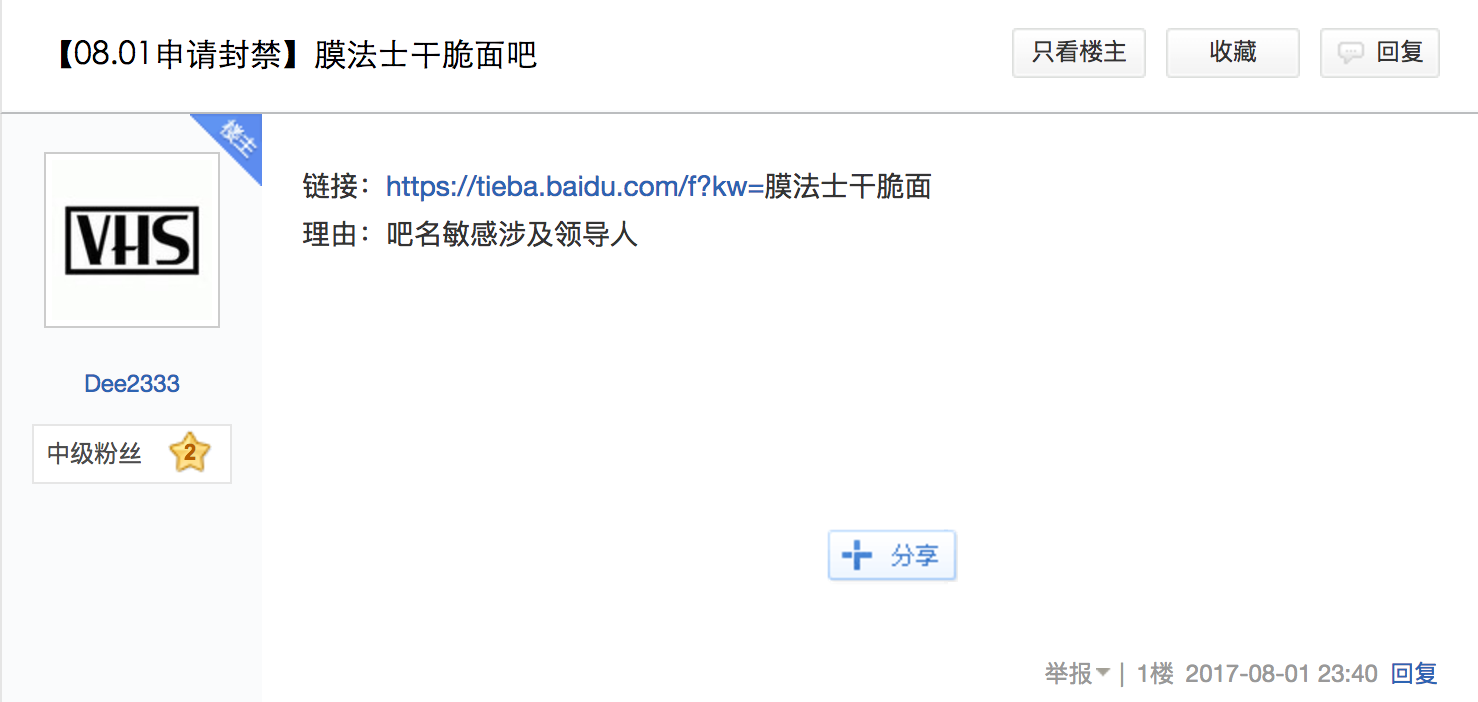 【08.01申请封禁】膜法士干脆面吧
只看楼主
收藏
回复
楼主
链接：https://tieba.baidu.com/f?kw=膜法士干脆面
理由：吧名敏感涉及领导人
VHS
Dee2333
中级粉丝 2
分享
举报 | 1楼 2017-08-01 23:40 回复